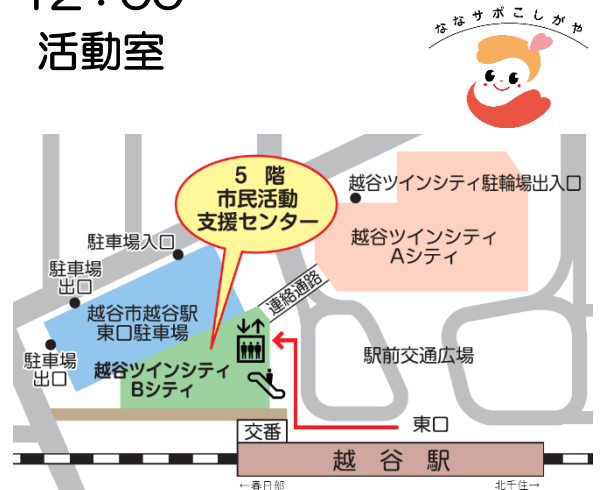 活動室
ななサポこしがや
5 階
市民活動
支援センター
越谷ツインシティ駐輪場出入口
越谷ツインシティ
Aシティ
駐車場入口
駐車場
出口
連絡通路
越谷市越谷駅
東口駐車場
駅前交通広場
駐車場
出口
越谷ツインシティ
Bシティ
東口
交番
越谷駅
←春日部
北千住→